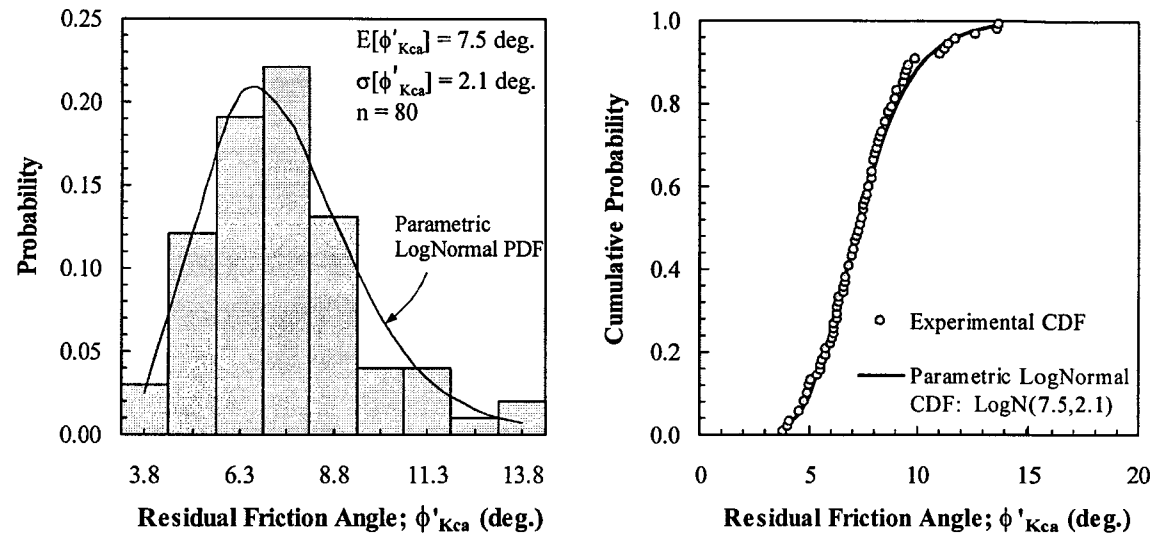 0.25
0.20
0.15
0.10
0.05
0.00
Probability
E[ϕ'Kca] = 7.5 deg.
σ[ϕ'Kca] = 2.1 deg.
n = 80
Parametric
LogNormal PDF
3.8 6.3 8.8 11.3 13.8
Residual Friction Angle; ϕ'Kca (deg.)
1.0
0.8
0.6
0.4
0.2
0.0
Cumulative Probability
Experimental CDF
Parametric LogNormal
CDF: LogN(7.5,2.1)
0 5 10 15 20
Residual Friction Angle; ϕ'Kca (deg.)